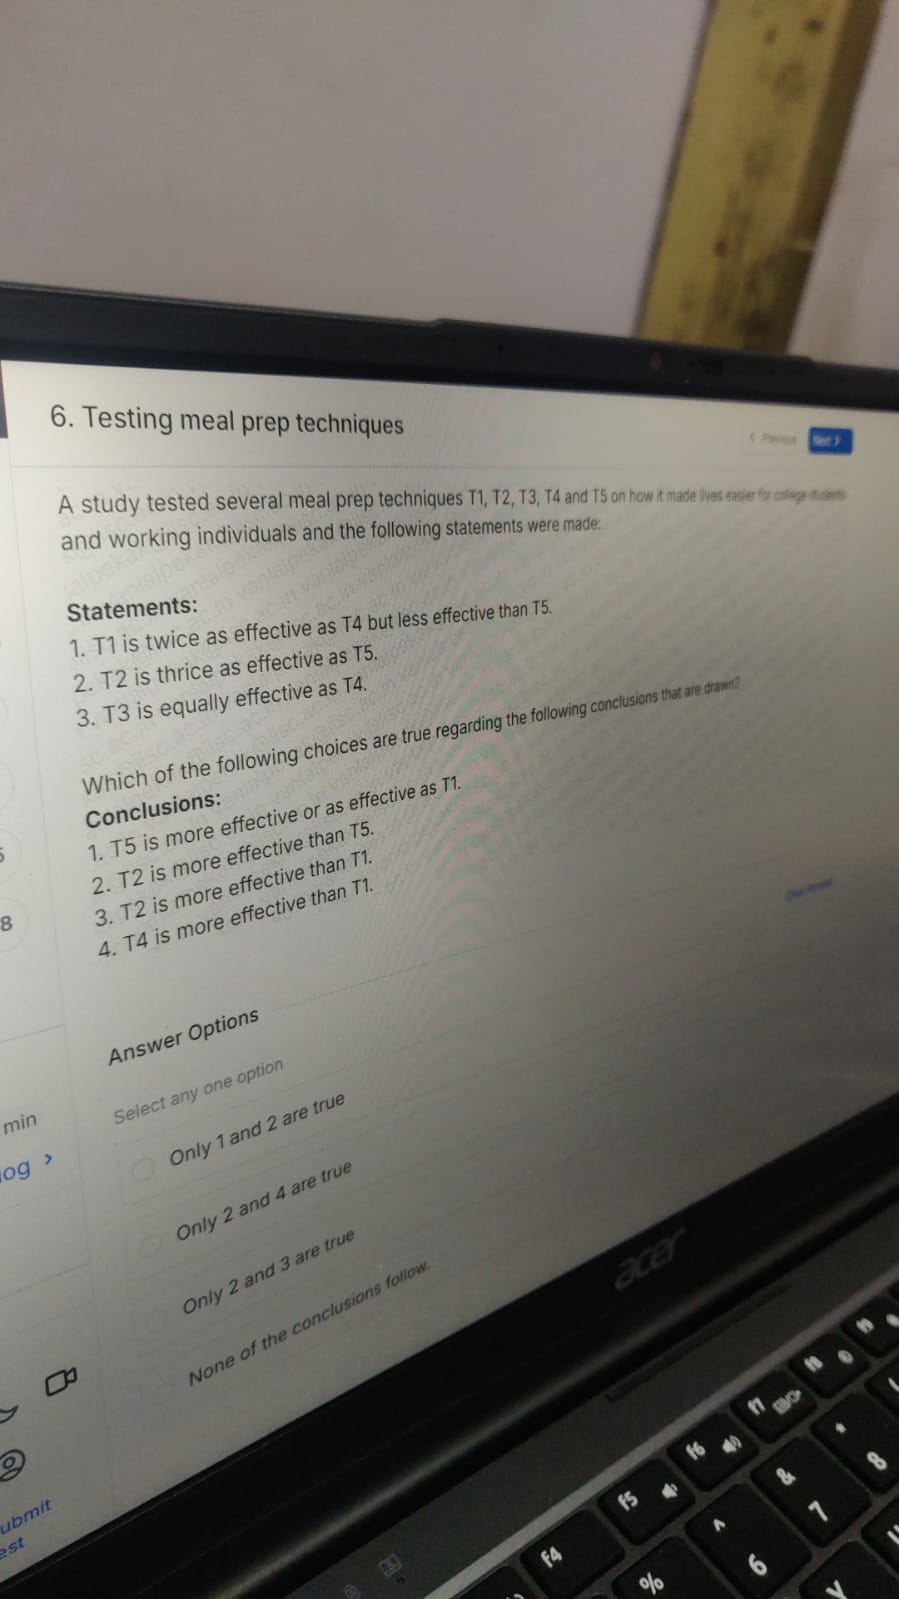 6. Testing meal prep techniques
Previous
Next
A study tested several meal prep techniques T1, T2, T3, T4 and T5 on how it made lives easier for college students
and working individuals and the following statements were made:
Statements:
1. T1 is twice as effective as T4 but less effective than T5.
2. T2 is thrice as effective as T5.
3. T3 is equally effective as T4.
Which of the following choices are true regarding the following conclusions that are drawn?
Conclusions:
1. T5 is more effective or as effective as T1.
2. T2 is more effective than T5.
3. T2 is more effective than T1.
4. T4 is more effective than T1.
8
Answer Options
Select any one option
min
Only 1 and 2 are true
Only 2 and 4 are true
Only 2 and 3 are true
None of the conclusions follow.
acer
F4
F5
F6
F7
F8
%
^
6
&
7
*
8